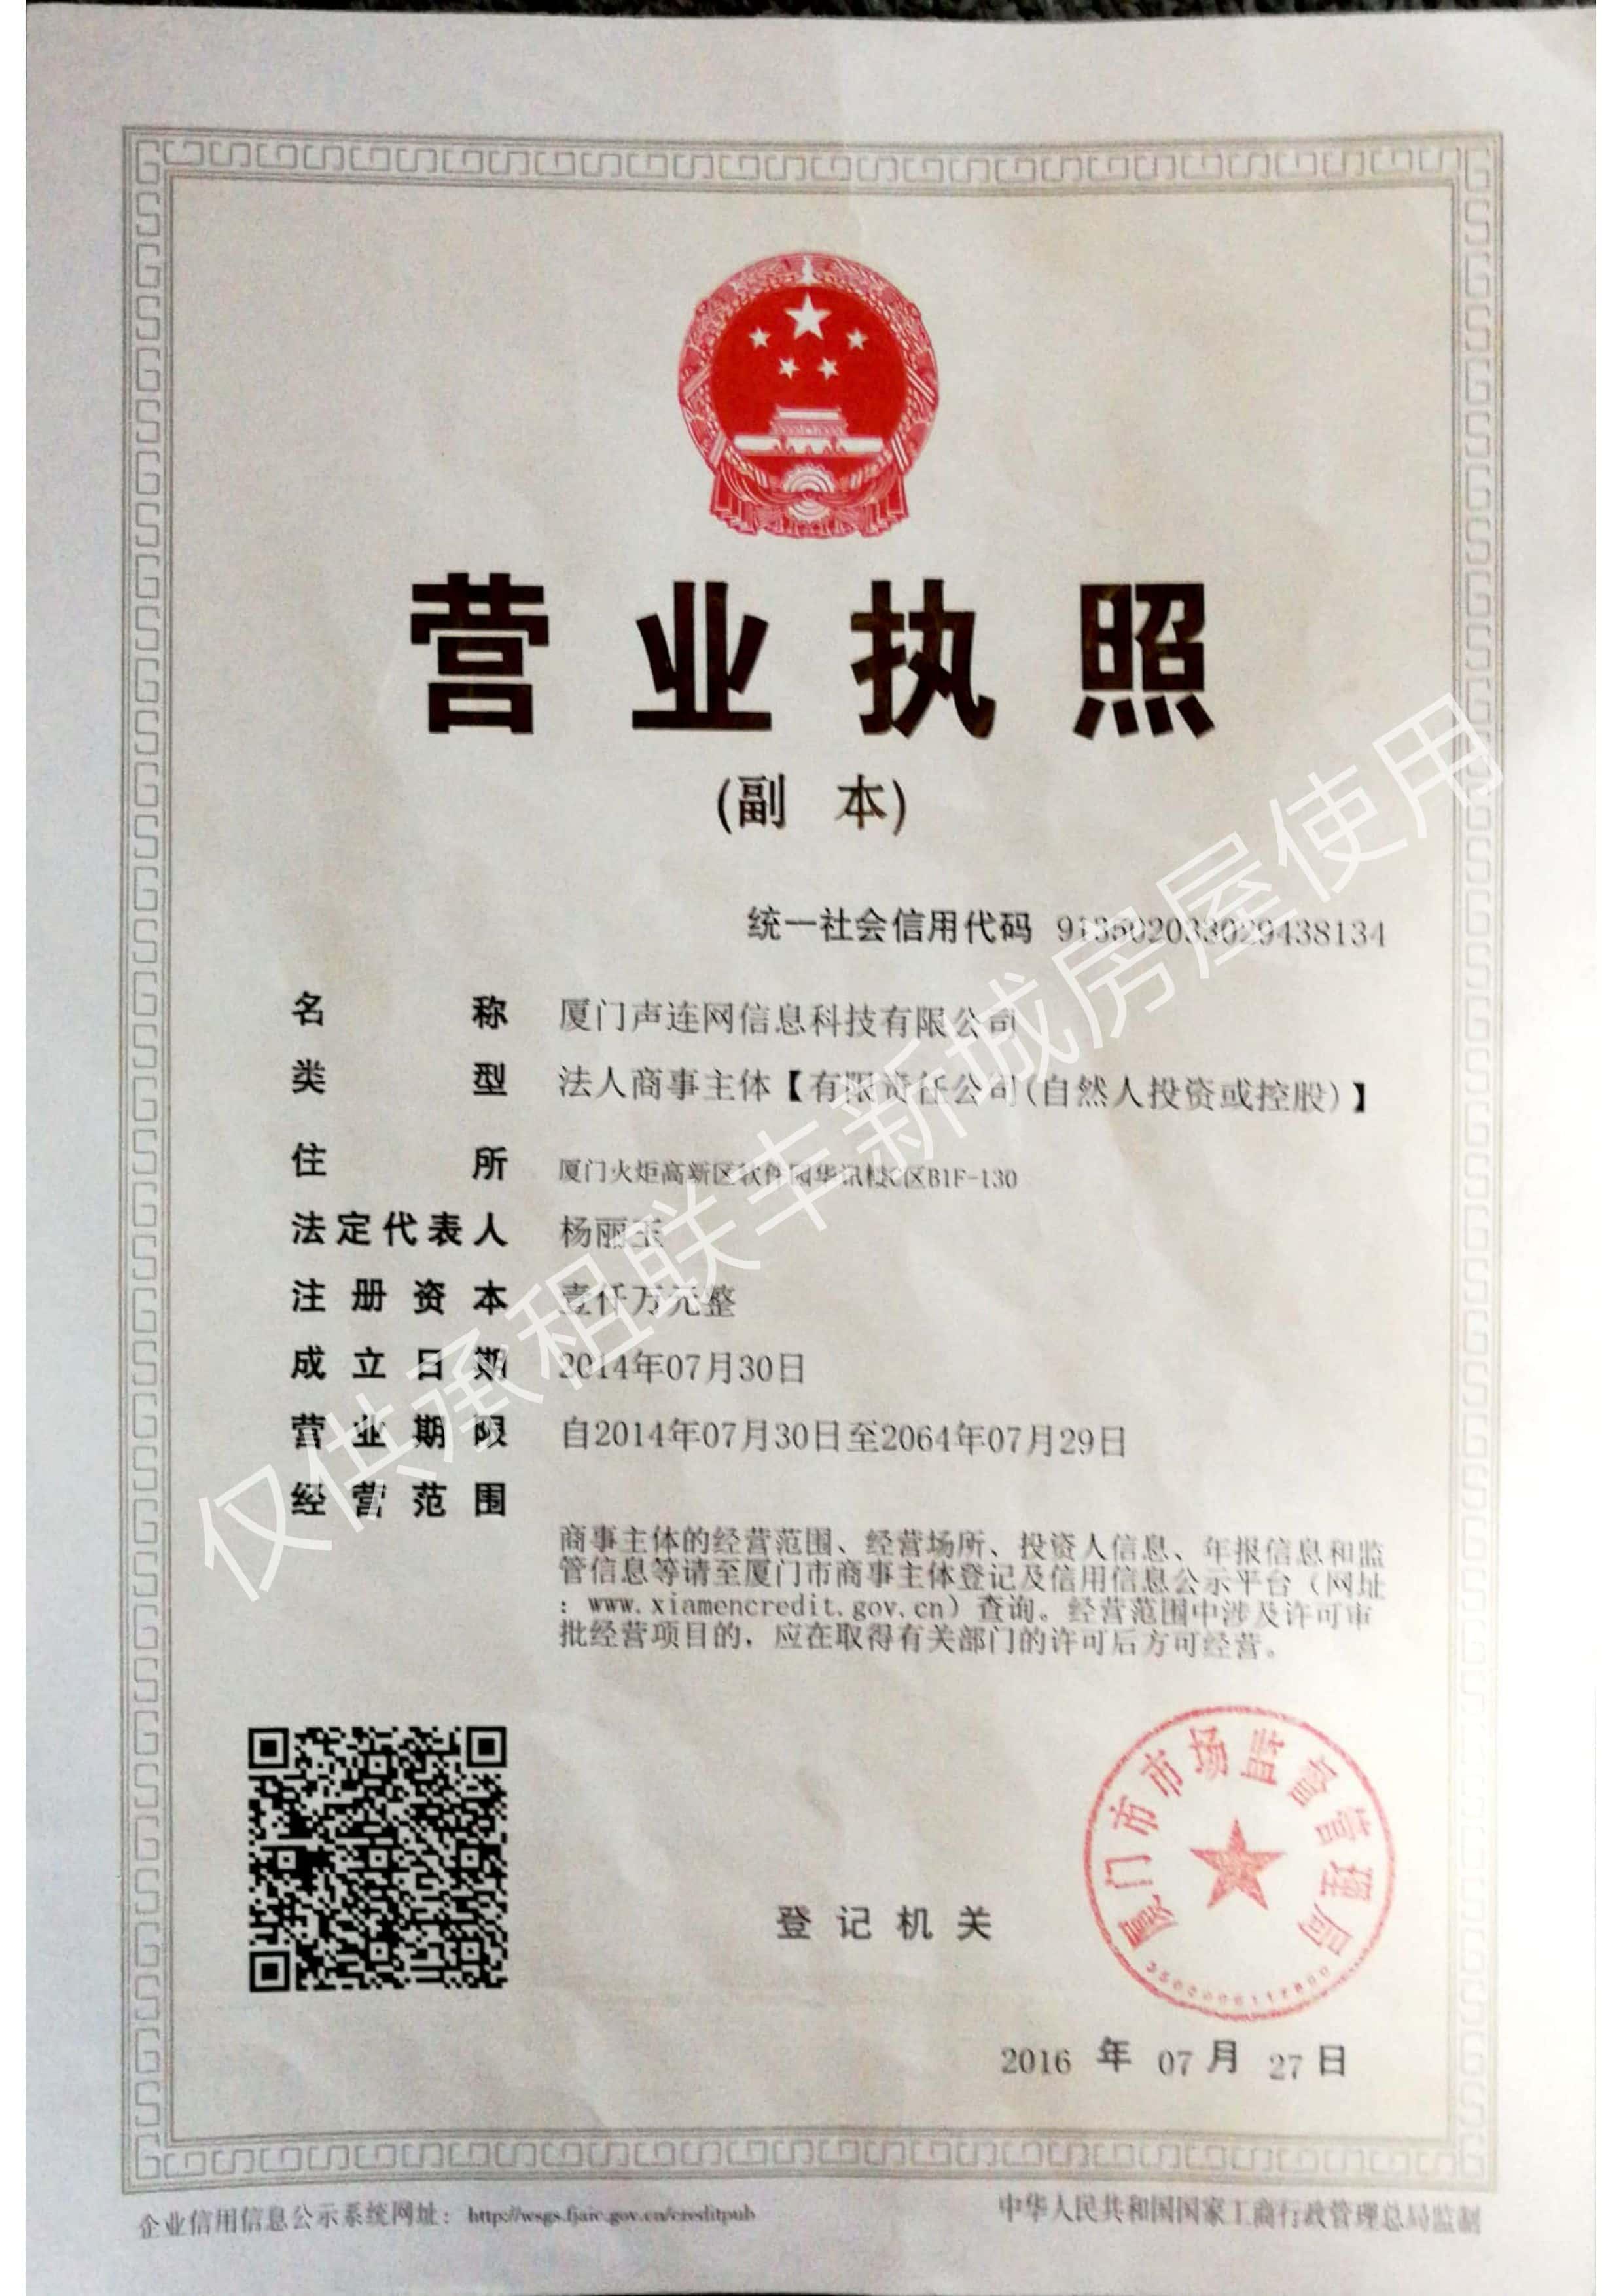 营业执照
(副 本)
统一社会信用代码 913502033029438134
名称 厦门声连网信息科技有限公司
类型 法人商事主体【有限责任公司(自然人投资或控股)】
住所 厦门火炬高新区软件园华讯楼C区B1F-130
法定代表人 杨丽玉
注册资本 壹仟万元整
成立日期 2014年07月30日
营业期限 自2014年07月30日至2064年07月29日
经营范围
商事主体的经营范围、经营场所、投资人信息、年报信息和监
管信息等请至厦门市商事主体登记及信用信息公示平台（网址
：www.xiamencredit.gov.cn）查询。经营范围中涉及许可审
批经营项目的，应在取得有关部门的许可后方可经营。
仅供承租联丰新城房屋使用
厦门市市场监督管理局
登记机关
2016 年 07 月 27 日
企业信用信息公示系统网址：http://wsgs.fjaic.gov.cn/creditpub
中华人民共和国国家工商行政管理总局监制